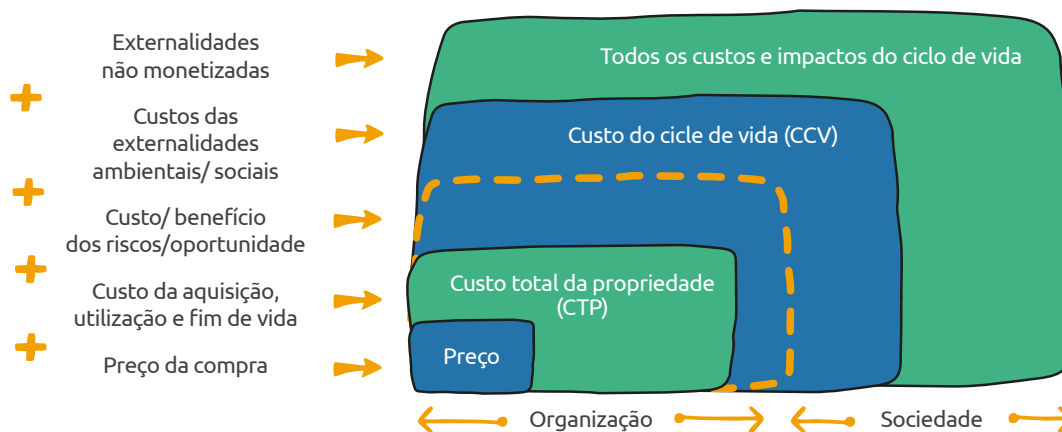 Externalidades
não monetizadas
Todos os custos e impactos do ciclo de vida
Custos das
externalidades
ambientais/ sociais
Custo do cicle de vida (CCV)
Custo/ benefício
dos riscos/oportunidade
Custo da aquisição,
utilização e fim de vida
Custo total da propriedade
(CTP)
Preço da compra
Preço
Organização
Sociedade